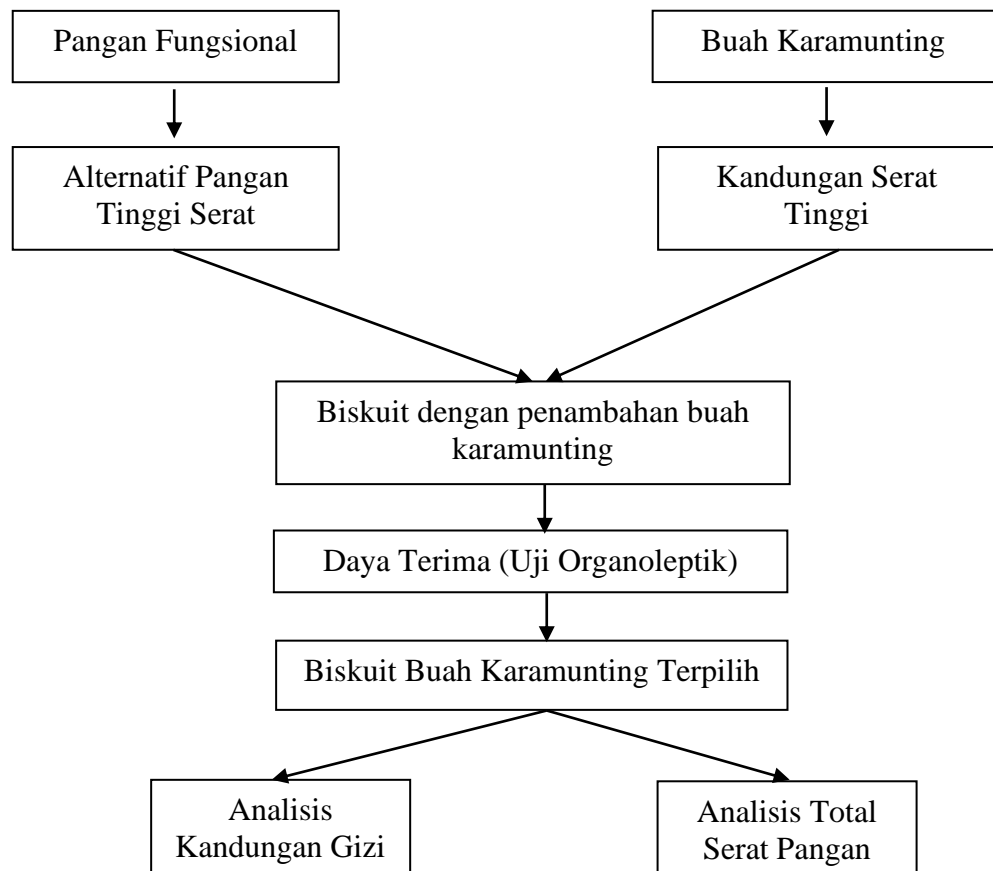 Pangan Fungsional
Buah Karamunting
Alternatif Pangan
Tinggi Serat
Kandungan Serat
Tinggi
Biskuit dengan penambahan buah
karamunting
Daya Terima (Uji Organoleptik)
Biskuit Buah Karamunting Terpilih
Analisis
Kandungan Gizi
Analisis Total
Serat Pangan